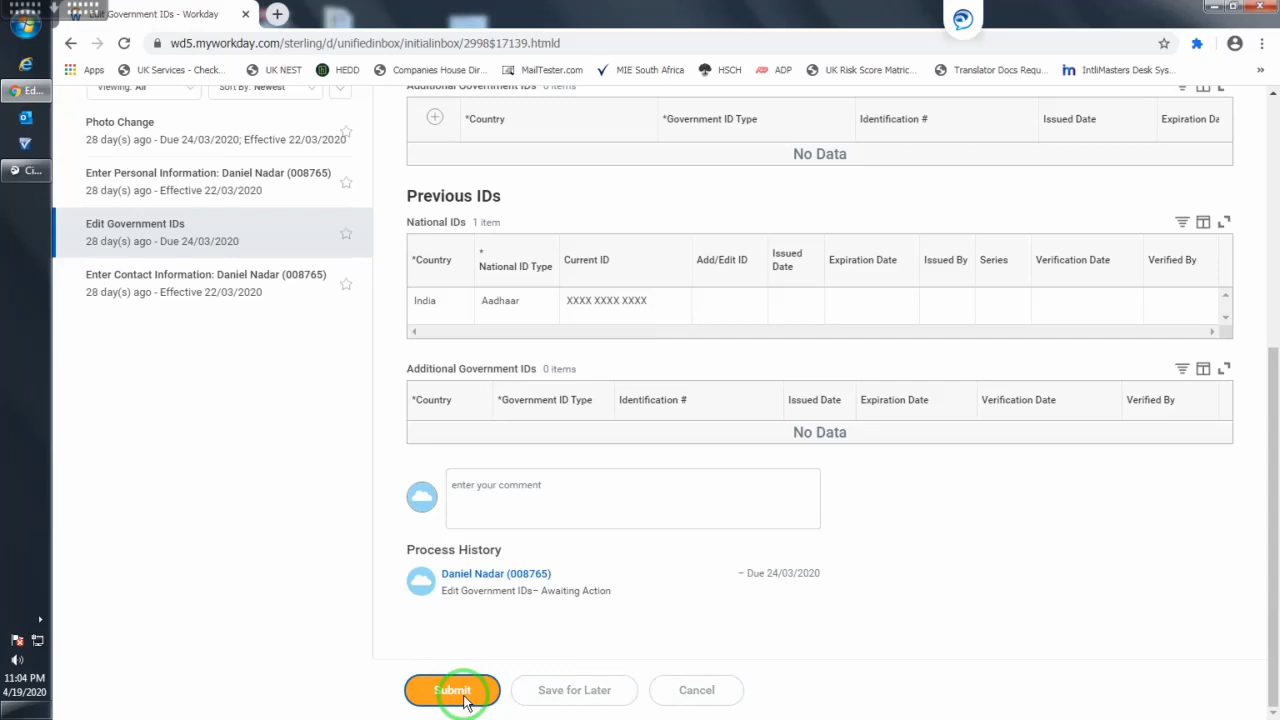 Edit Government IDs - Workday
wd5.myworkday.com/sterling/d/unifiedinbox/initialinbox/2998$17139.htmld
Apps UK Services - Check... UK NEST HEDD Companies House Dir... MailTester.com MIE South Africa HSCH ADP UK Risk Score Matric... Translator Docs Requ... IntliMasters Desk Sys... »
Ed...
Ci...
Viewing: All Sort By: Newest
Photo Change
28 day(s) ago - Due 24/03/2020; Effective 22/03/2020
Enter Personal Information: Daniel Nadar (008765)
28 day(s) ago - Effective 22/03/2020
Edit Government IDs
28 day(s) ago - Due 24/03/2020
Enter Contact Information: Daniel Nadar (008765)
28 day(s) ago - Effective 22/03/2020
Additional Government IDs 0 items
*Country *Government ID Type Identification # Issued Date Expiration Da
No Data
Previous IDs
National IDs 1 item
*Country * National ID Type Current ID Add/Edit ID Issued Date Expiration Date Issued By Series Verification Date Verified By
India Aadhaar XXXX XXXX XXXX
Additional Government IDs 0 items
*Country *Government ID Type Identification # Issued Date Expiration Date Verification Date Verified By
No Data
enter your comment
Process History
Daniel Nadar (008765) – Due 24/03/2020
Edit Government IDs– Awaiting Action
Submit Save for Later Cancel
11:04 PM
4/19/2020